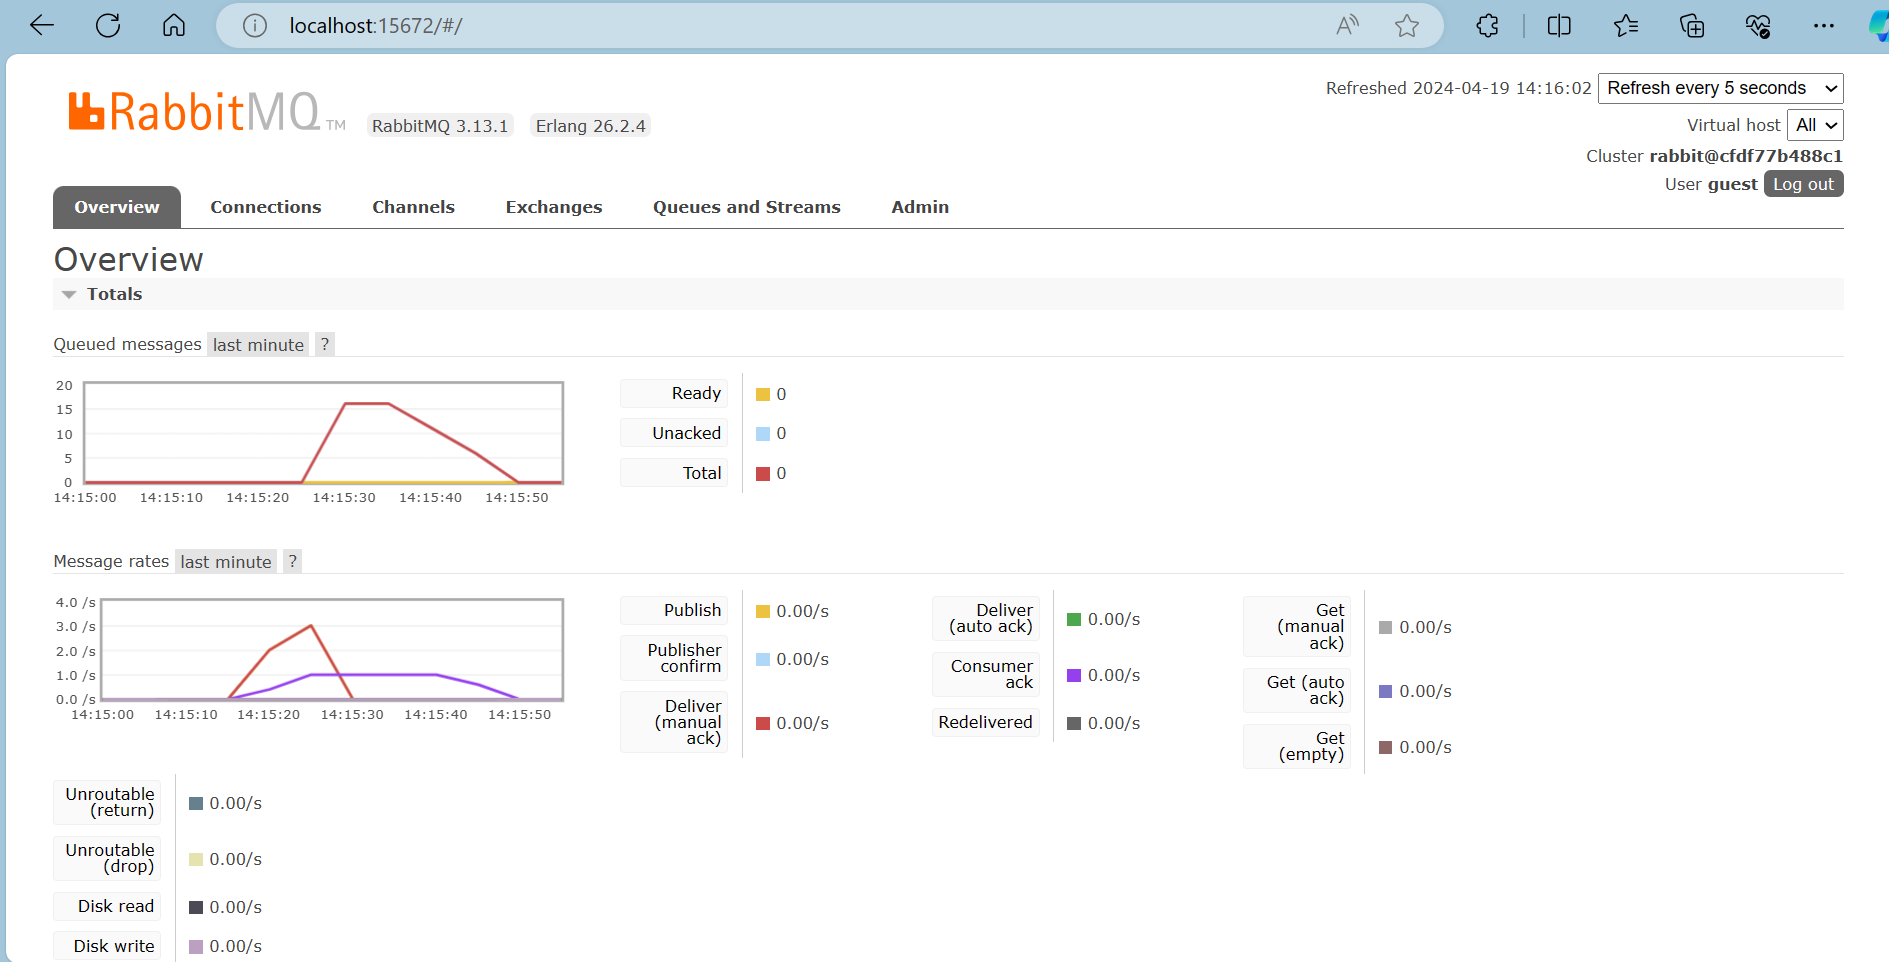 localhost:15672/#/
Refreshed 2024-04-19 14:16:02 Refresh every 5 seconds
RabbitMQ TM RabbitMQ 3.13.1 Erlang 26.2.4
Virtual host All
Cluster rabbit@cfdf77b488c1
User guest Log out
Overview Connections Channels Exchanges Queues and Streams Admin
Overview
Totals
Queued messages last minute ?
20
15
10
5
0
14:15:00 14:15:10 14:15:20 14:15:30 14:15:40 14:15:50
Ready 0
Unacked 0
Total 0
Message rates last minute ?
4.0 /s
3.0 /s
2.0 /s
1.0 /s
0.0 /s
14:15:00 14:15:10 14:15:20 14:15:30 14:15:40 14:15:50
Publish 0.00/s
Publisher
confirm 0.00/s
Deliver
(manual
ack) 0.00/s
Deliver
(auto ack) 0.00/s
Consumer
ack 0.00/s
Redelivered 0.00/s
Get
(manual
ack) 0.00/s
Get (auto
ack) 0.00/s
Get
(empty) 0.00/s
Unroutable
(return) 0.00/s
Unroutable
(drop) 0.00/s
Disk read 0.00/s
Disk write 0.00/s